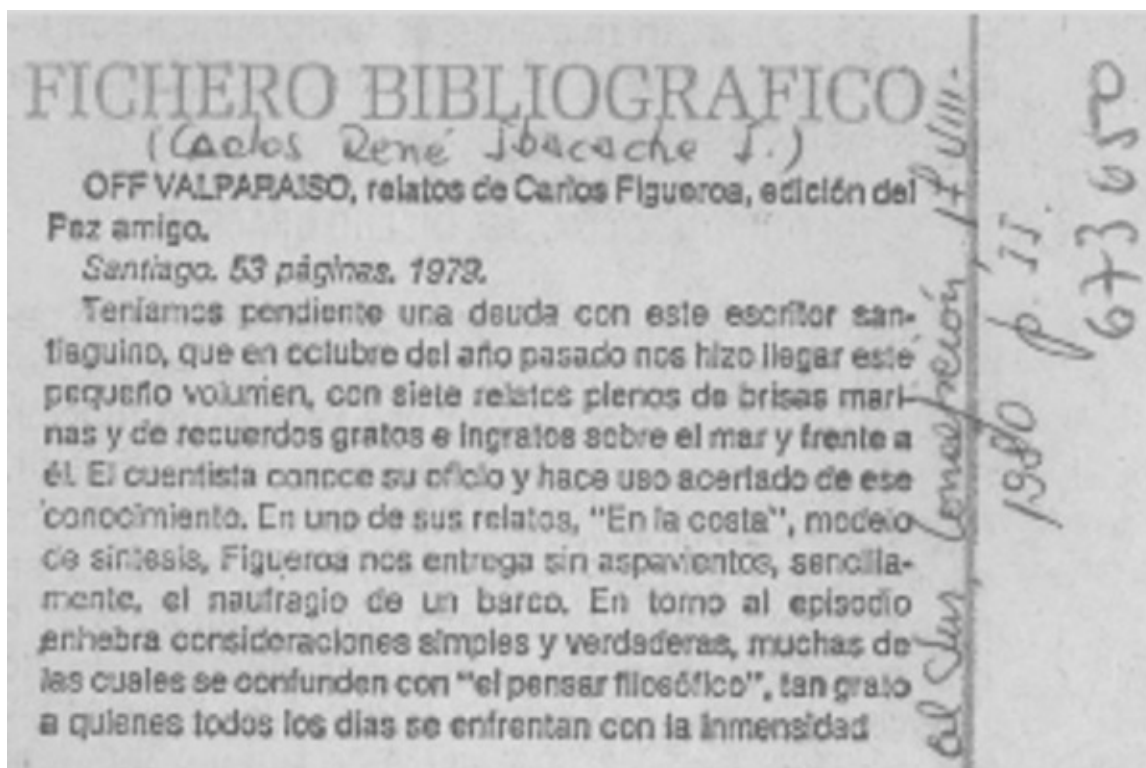 FICHERO BIBLIOGRAFICO
(Carlos René Ibacache I.)
OFF VALPARAISO, relatos de Carlos Figueroa, edición del
Pez amigo.
Santiago. 53 páginas. 1979.
Teníamos pendiente una deuda con este escritor san-
tiaguino, que en octubre del año pasado nos hizo llegar este
pequeño volumen, con siete relatos plenos de brisas mari-
nas y de recuerdos gratos e ingratos sobre el mar y frente a
él. El cuentista conoce su oficio y hace uso acertado de ese
conocimiento. En uno de sus relatos, "En la costa", modelo
de síntesis, Figueroa nos entrega sin aspavientos, sencilla-
mente, el naufragio de un barco. En torno al episodio
enhebra consideraciones simples y verdaderas, muchas de
las cuales se confunden con "el pensar filosófico", tan grato
a quienes todos los días se enfrentan con la inmensidad
el Sur, Concepción, 17-VIII-
1980 p. II.